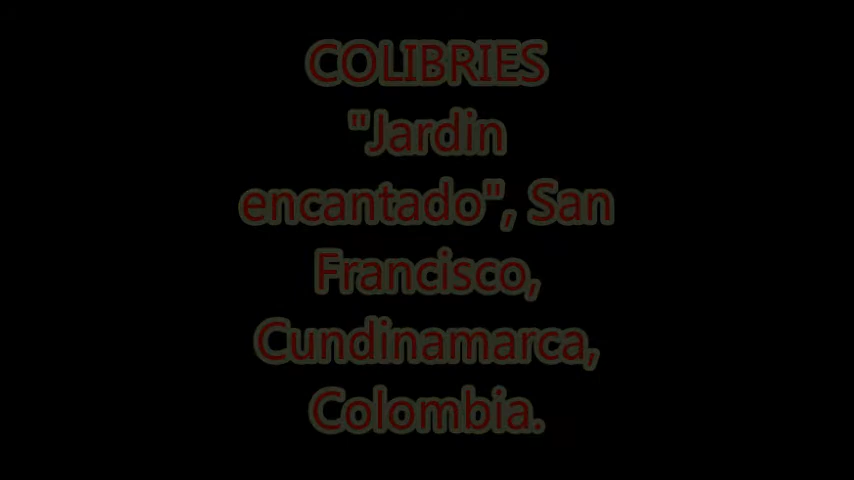 COLIBRIES
"Jardin
encantado", San
Francisco,
Cundinamarca,
Colombia.